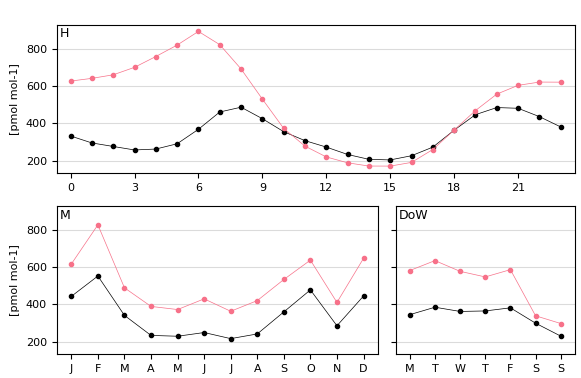 H
800
600
400
200
[pmol mol-1]
0 3 6 9 12 15 18 21
M
DoW
800
600
400
200
[pmol mol-1]
J F M A M J J A S O N D
M T W T F S S